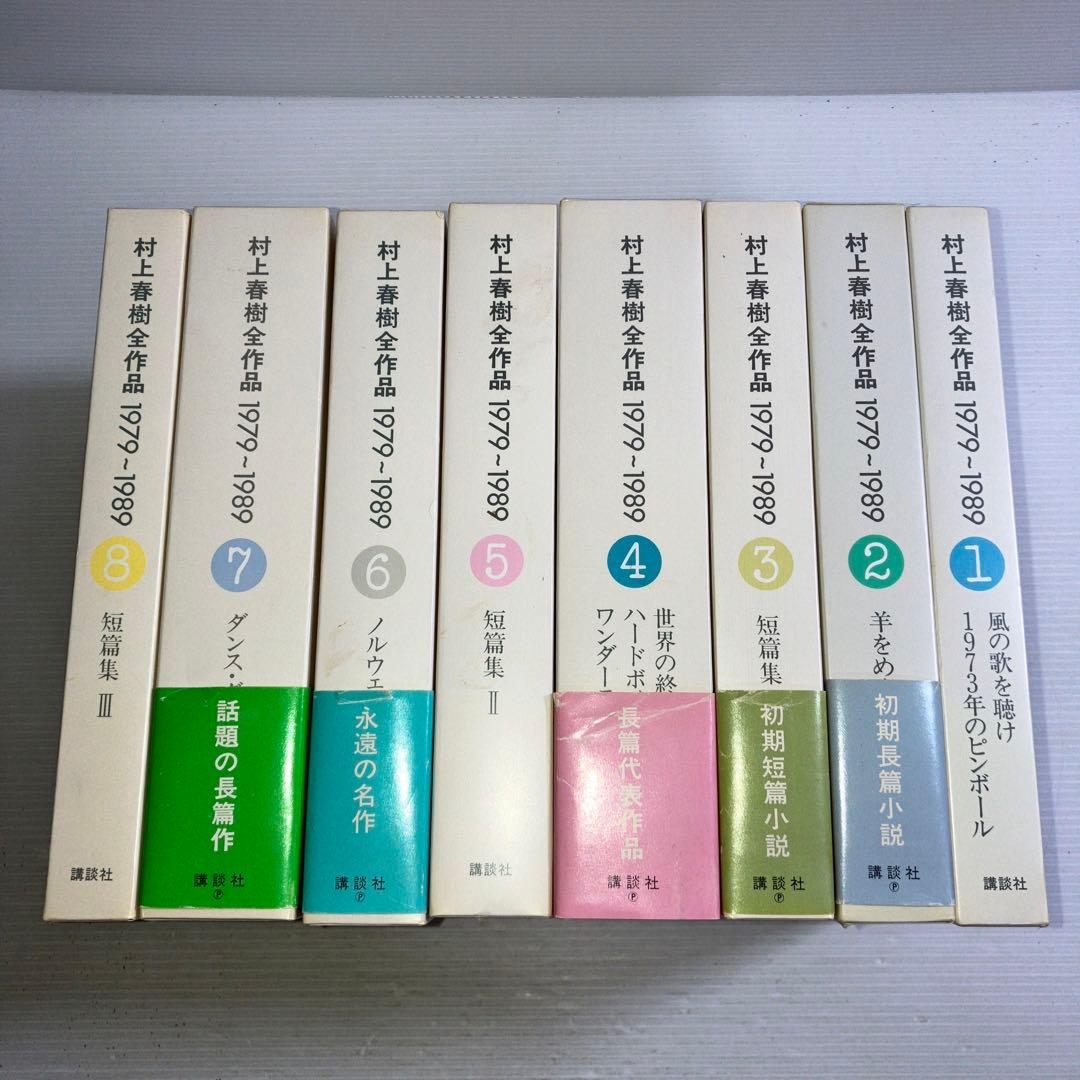 村上春樹全作品 1979~1989
1
風の歌を聴け
1973年のピンボール
講談社
村上春樹全作品 1979~1989
2
羊をめ
初期長篇小説
講談社
Ⓟ
村上春樹全作品 1979~1989
3
短篇集
初期短篇小説
講談社
Ⓟ
村上春樹全作品 1979~1989
4
世界の終
ハードボ
ワンダー
長篇代表作品
講談社
Ⓟ
村上春樹全作品 1979~1989
5
短篇集 Ⅱ
講談社
村上春樹全作品 1979~1989
6
ノルウェ
永遠の名作
講談社
Ⓟ
村上春樹全作品 1979~1989
7
ダンス・
話題の長篇作
講談社
Ⓟ
村上春樹全作品 1979~1989
8
短篇集 Ⅲ
講談社